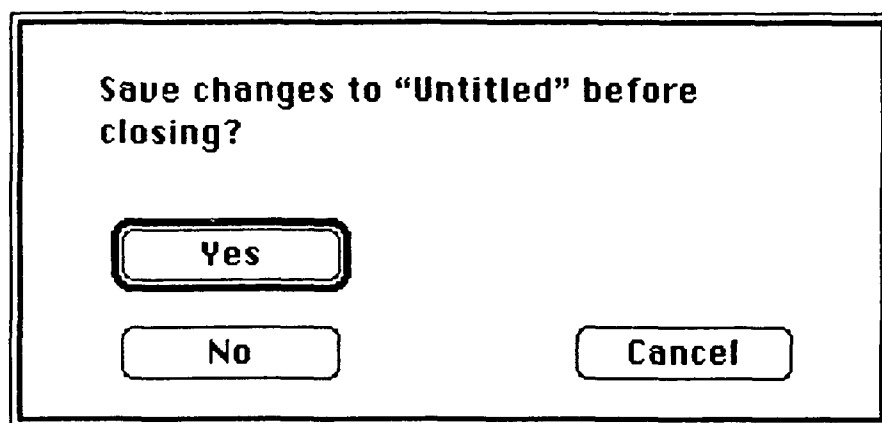 Save changes to “Untitled” before
closing?
Yes
No
Cancel